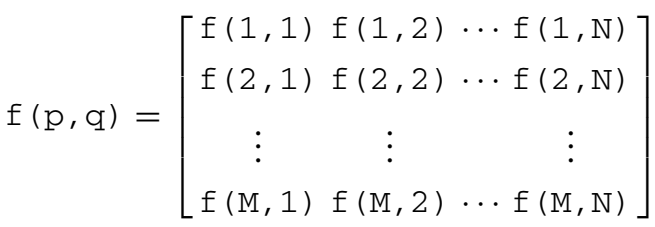 f(1,1) f(1,2) ⋯ f(1,N)
f(2,1) f(2,2) ⋯ f(2,N)
f(p,q) =
⋮ ⋮ ⋮
f(M,1) f(M,2) ⋯ f(M,N)